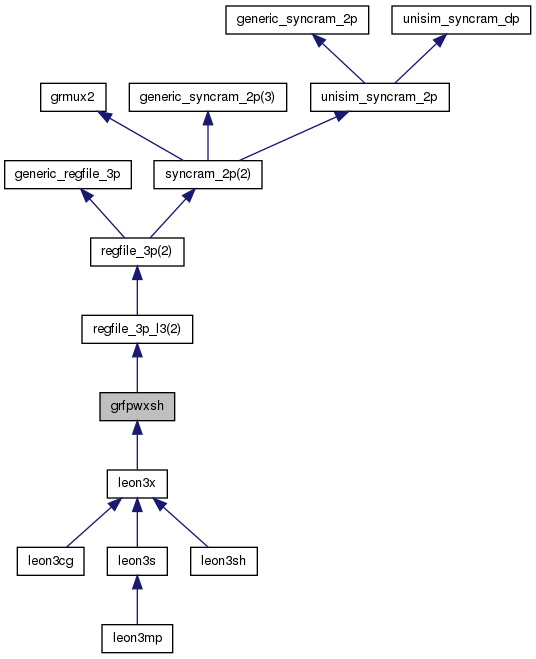 generic_syncram_2p
unisim_syncram_dp
grmux2
generic_syncram_2p(3)
unisim_syncram_2p
generic_regfile_3p
syncram_2p(2)
regfile_3p(2)
regfile_3p_l3(2)
grfpwxsh
leon3x
leon3cg
leon3s
leon3sh
leon3mp